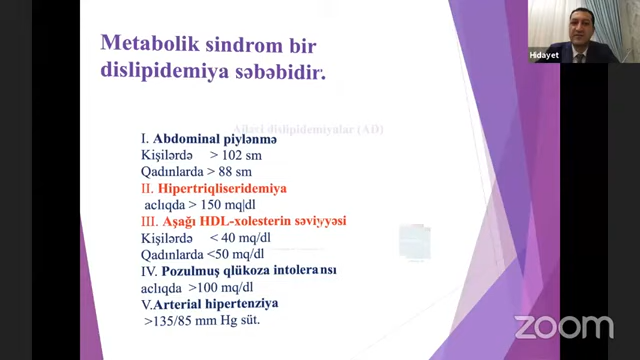 Metabolik sindrom bir
dislipidemiya səbəbidir.
Ailəvi dislipidemiyalar (AD)
I. Abdominal piylənmə
Kişilərdə > 102 sm
Qadınlarda > 88 sm
II. Hipertriqliseridemiya
aclıqda > 150 mq|dl
III. Aşağı HDL-xolesterin səviyyəsi
Kişilərdə < 40 mq/dl
Qadınlarda <50 mq/dl
IV. Pozulmuş qlükoza intoleransı
aclıqda >100 mq/dl
V.Arterial hipertenziya
>135/85 mm Hg süt.
Hidayet
zoom